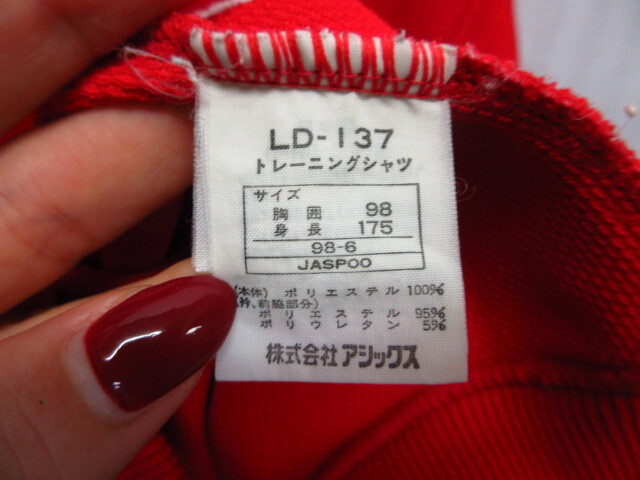 LD-137
トレーニングシャツ
サイズ
胸囲 98
身長 175
98-6
JASPOO
(本体) ポリエステル 100%
(衿、前脇部分)
ポリエステル 95%
ポリウレタン 5%
株式会社アシックス